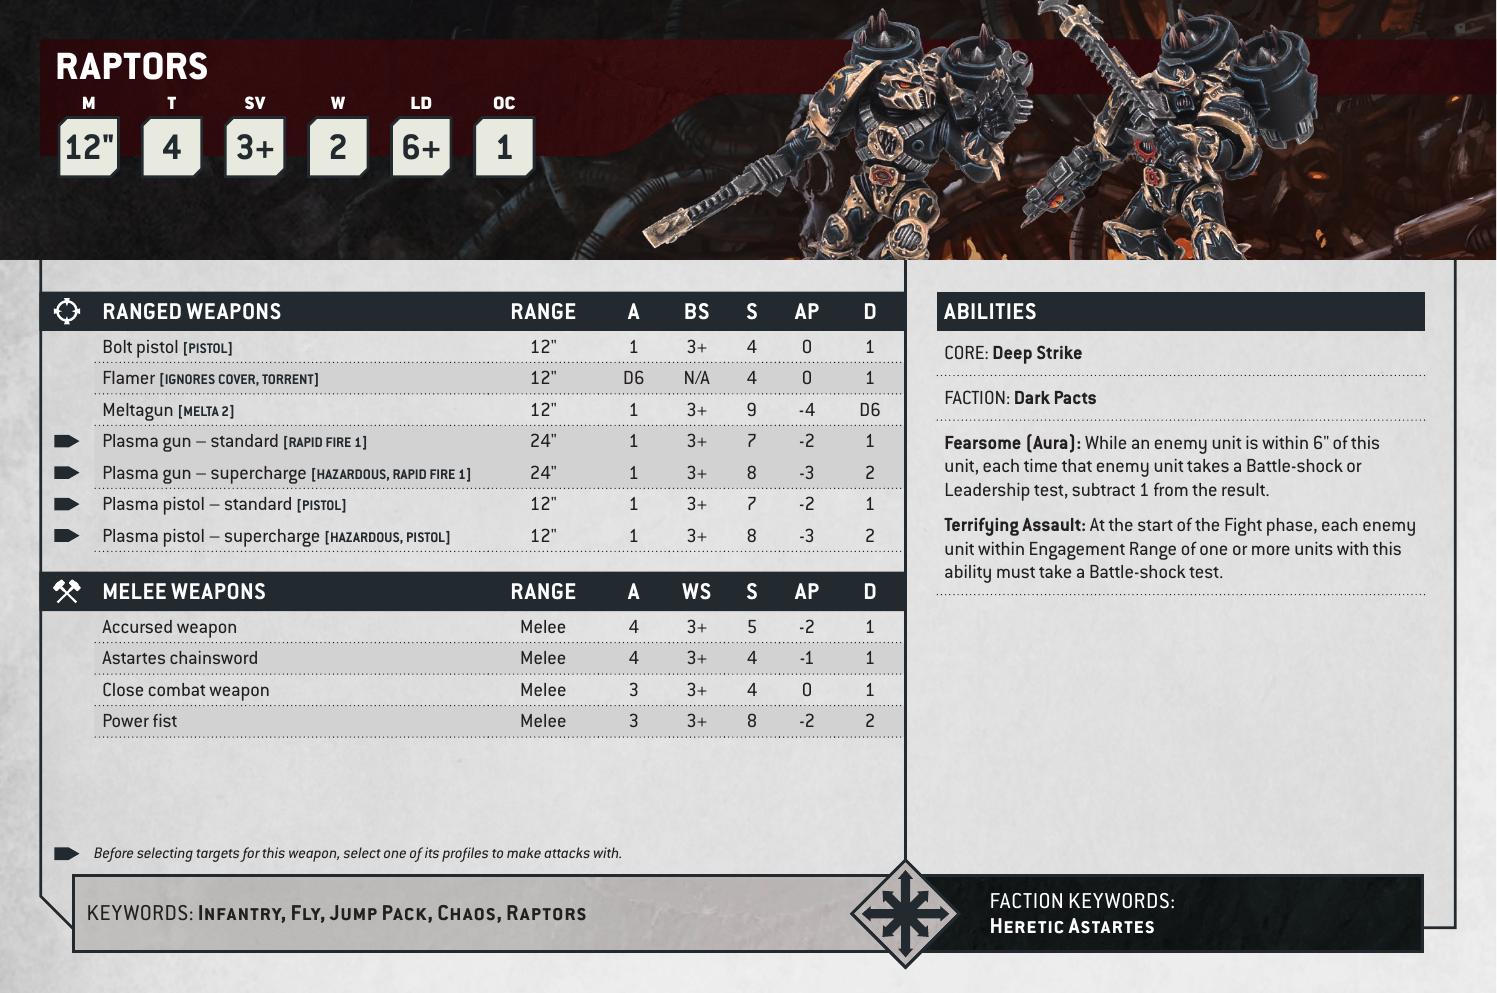 RAPTORS
M T SV W LD OC
12" 4 3+ 2 6+ 1
RANGED WEAPONS RANGE A BS S AP D
Bolt pistol [PISTOL] 12" 1 3+ 4 0 1
Flamer [IGNORES COVER, TORRENT] 12" D6 N/A 4 0 1
Meltagun [MELTA 2] 12" 1 3+ 9 -4 D6
Plasma gun – standard [RAPID FIRE 1] 24" 1 3+ 7 -2 1
Plasma gun – supercharge [HAZARDOUS, RAPID FIRE 1] 24" 1 3+ 8 -3 2
Plasma pistol – standard [PISTOL] 12" 1 3+ 7 -2 1
Plasma pistol – supercharge [HAZARDOUS, PISTOL] 12" 1 3+ 8 -3 2
MELEE WEAPONS RANGE A WS S AP D
Accursed weapon Melee 4 3+ 5 -2 1
Astartes chainsword Melee 4 3+ 4 -1 1
Close combat weapon Melee 3 3+ 4 0 1
Power fist Melee 3 3+ 8 -2 2
Before selecting targets for this weapon, select one of its profiles to make attacks with.
ABILITIES
CORE: Deep Strike
FACTION: Dark Pacts
Fearsome (Aura): While an enemy unit is within 6" of this
unit, each time that enemy unit takes a Battle-shock or
Leadership test, subtract 1 from the result.
Terrifying Assault: At the start of the Fight phase, each enemy
unit within Engagement Range of one or more units with this
ability must take a Battle-shock test.
KEYWORDS: INFANTRY, FLY, JUMP PACK, CHAOS, RAPTORS
FACTION KEYWORDS:
HERETIC ASTARTES